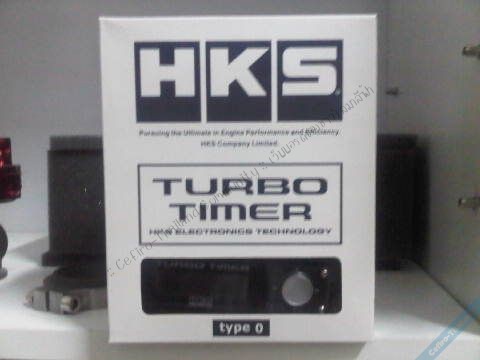 HKS
Pursuing the Ultimate in Engine Performance and Efficiency.
HKS Company Limited.
TURBO
TIMER
HKS ELECTRONICS TECHNOLOGY
TURBO TIMER
type 0